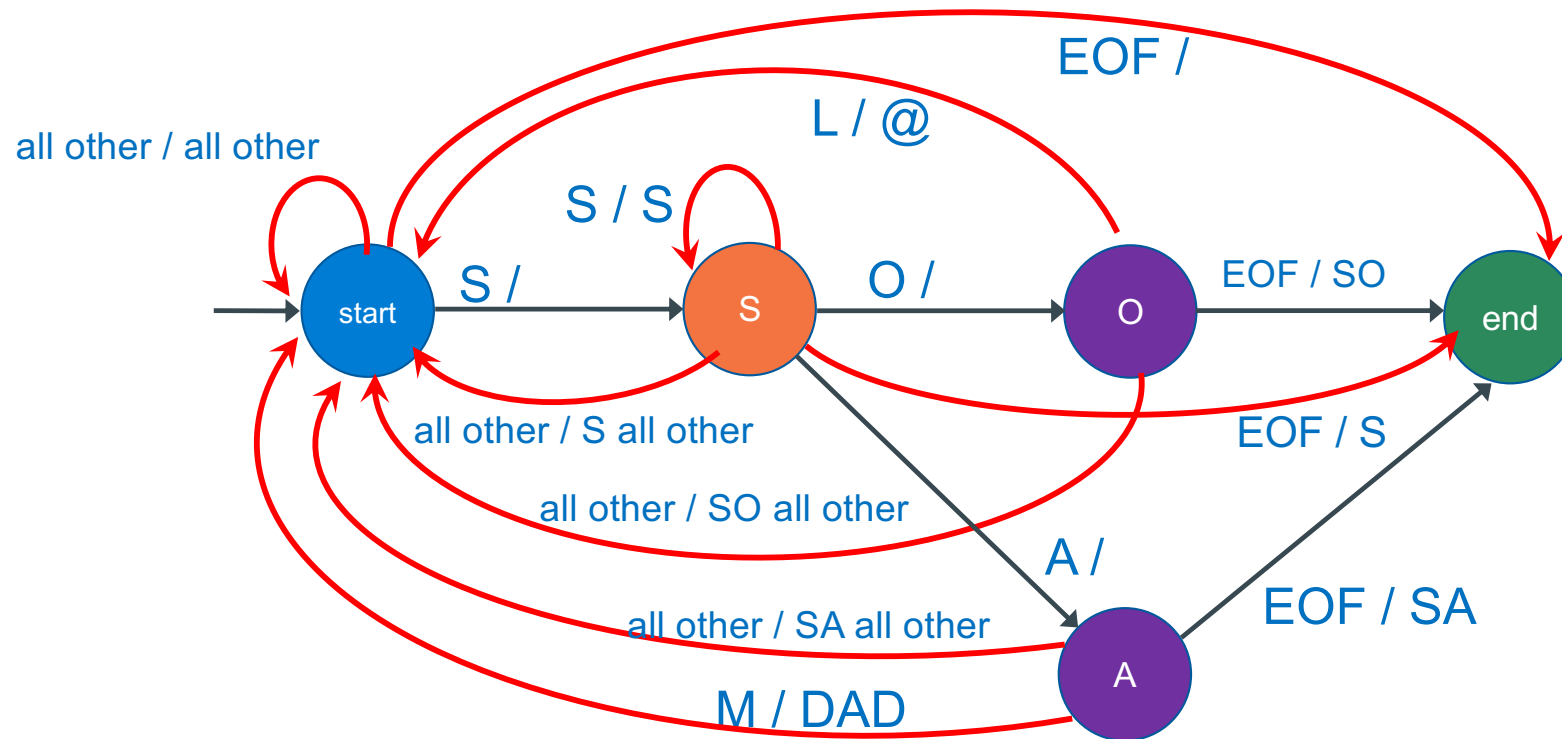 EOF /
L / @
all other / all other
S / S
S /
O /
EOF / SO
start
S
O
end
all other / S all other
EOF / S
all other / SO all other
A /
EOF / SA
all other / SA all other
A
M / DAD